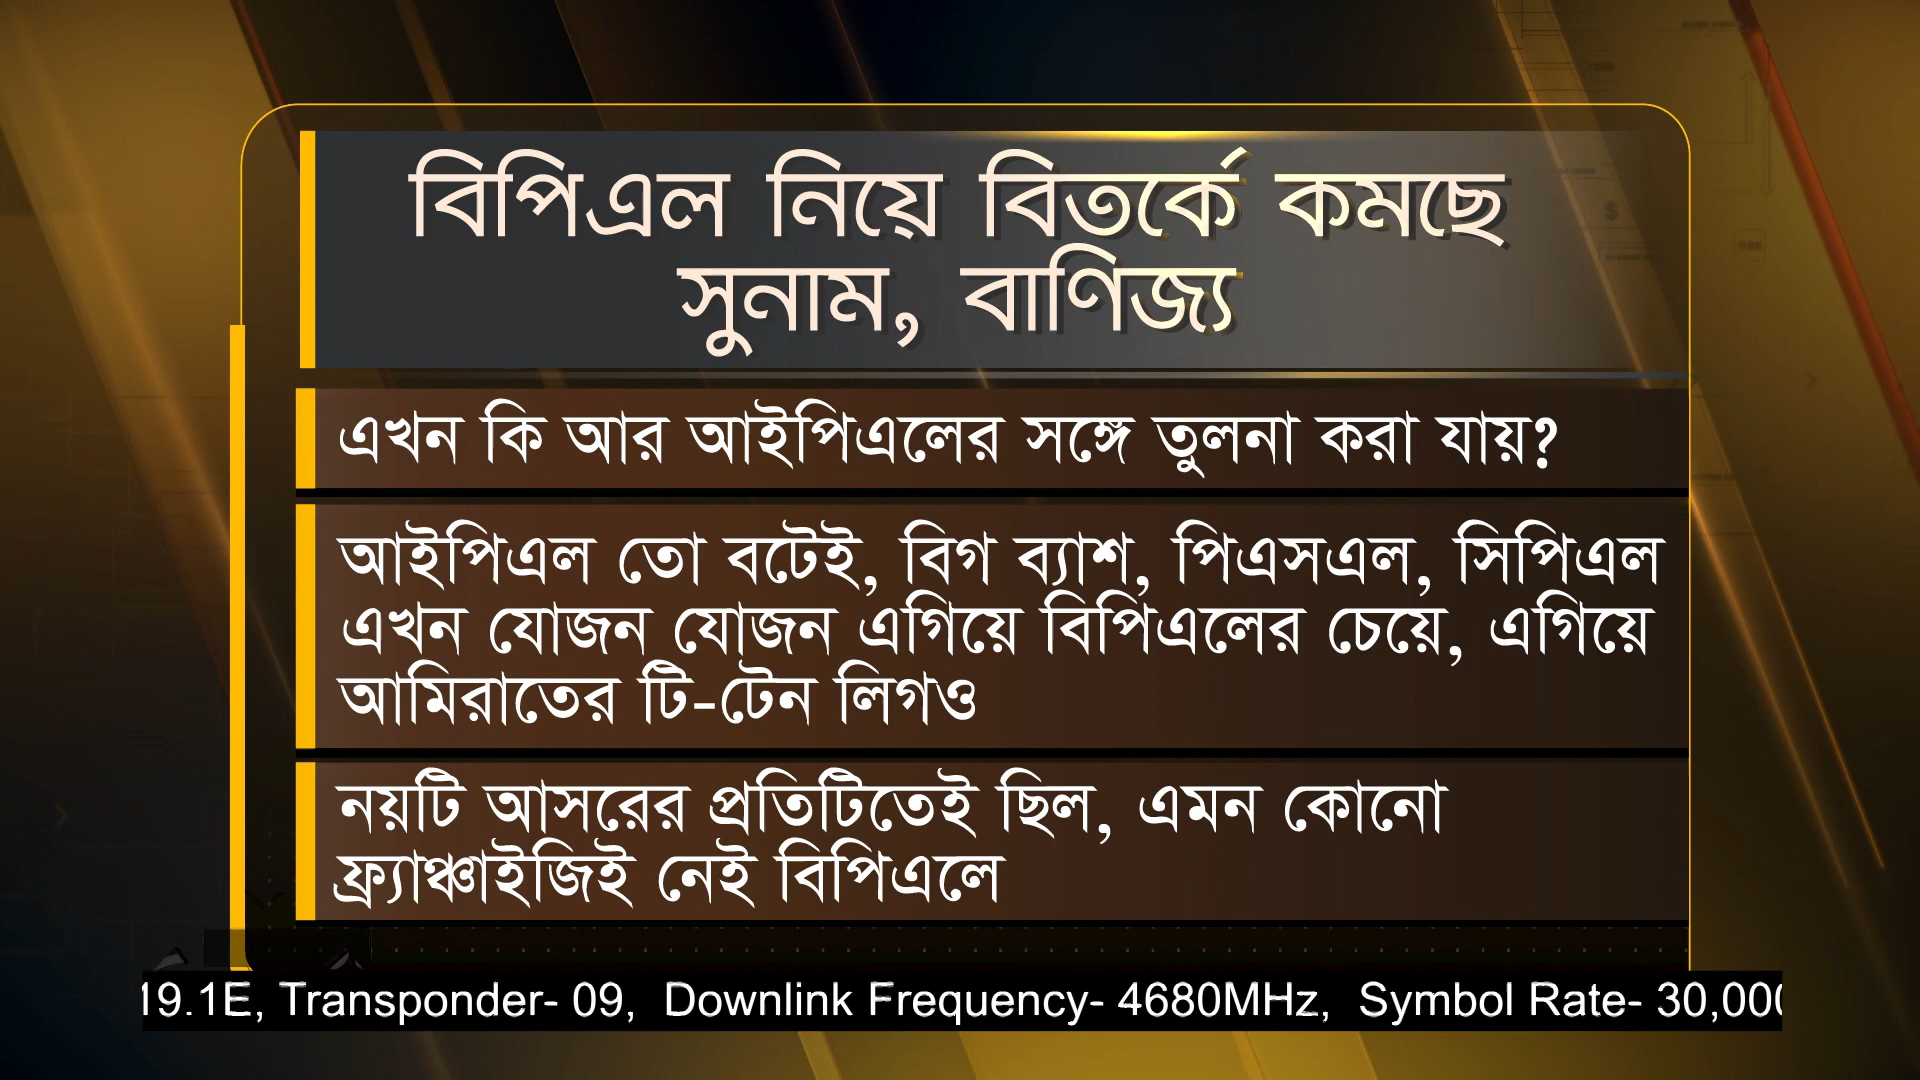 বিপিএল নিয়ে বিতর্কে কমছে
সুনাম, বাণিজ্য
এখন কি আর আইপিএলের সঙ্গে তুলনা করা যায়?
আইপিএল তো বটেই, বিগ ব্যাশ, পিএসএল, সিপিএল
এখন যোজন যোজন এগিয়ে বিপিএলের চেয়ে, এগিয়ে
আমিরাতের টি-টেন লিগও
নয়টি আসরের প্রতিটিতেই ছিল, এমন কোনো
ফ্র্যাঞ্চাইজিই নেই বিপিএলে
19.1E, Transponder- 09, Downlink Frequency- 4680MHz, Symbol Rate- 30,000